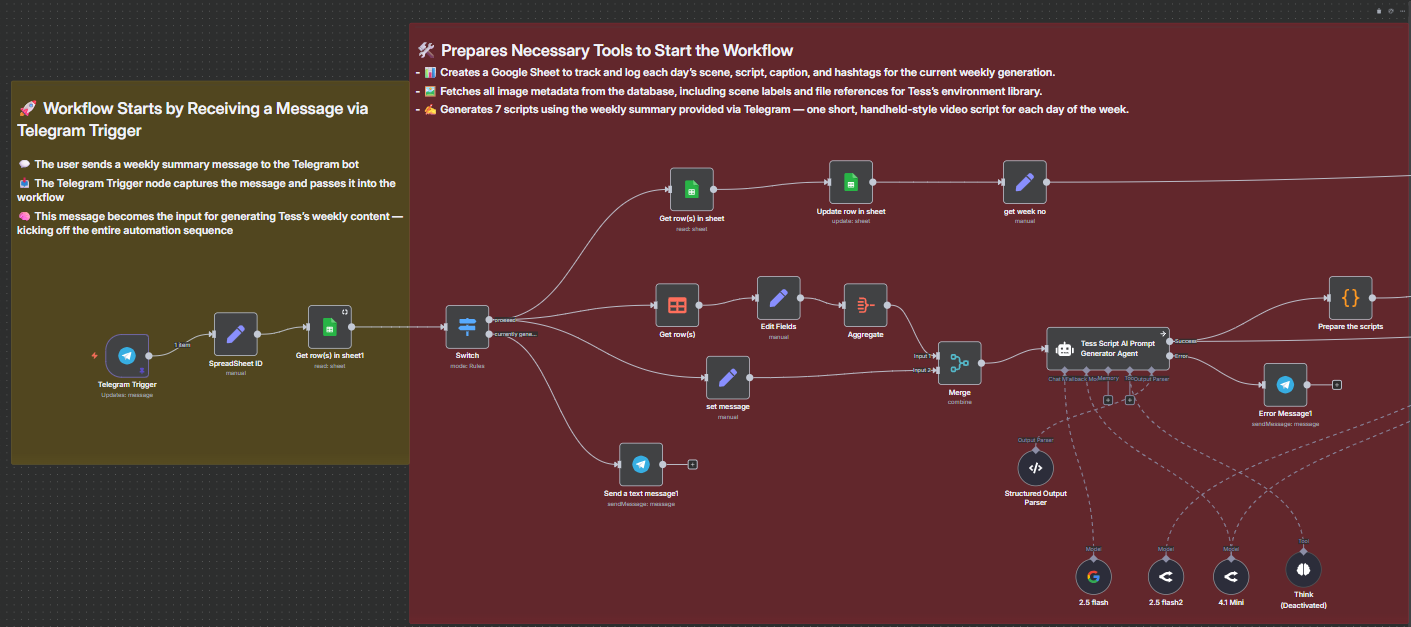 🛠️ Prepares Necessary Tools to Start the Workflow
- 📊 Creates a Google Sheet to track and log each day's scene, script, caption, and hashtags for the current weekly generation.
- 🖼️ Fetches all image metadata from the database, including scene labels and file references for Tess's environment library.
- ✍️ Generates 7 scripts using the weekly summary provided via Telegram — one short, handheld-style video script for each day of the week.
🚀 Workflow Starts by Receiving a Message via
Telegram Trigger
💬 The user sends a weekly summary message to the Telegram bot
📬 The Telegram Trigger node captures the message and passes it into the
workflow
🧠 This message becomes the input for generating Tess's weekly content —
kicking off the entire automation sequence
1 item
Telegram Trigger
Updates: message
SpreadSheet ID
manual
Get row(s) in sheet1
read: sheet
Switch
mode: Rules
currently gene...
Get row(s) in sheet
read: sheet
Update row in sheet
update: sheet
get week no
manual
Get row(s)
Edit Fields
manual
Aggregate
set message
manual
Send a text message1
sendMessage: message
Input 1
Input 2
Merge
combine
Tess Script AI Prompt
Generator Agent
Success
Error
Memory
Output Parser
Prepare the scripts
Error Message1
sendMessage: message
Output Parser
Structured Output
Parser
Model
2.5 flash
Model
2.5 flash2
Model
4.1 Mini
Tool
Think
(Deactivated)